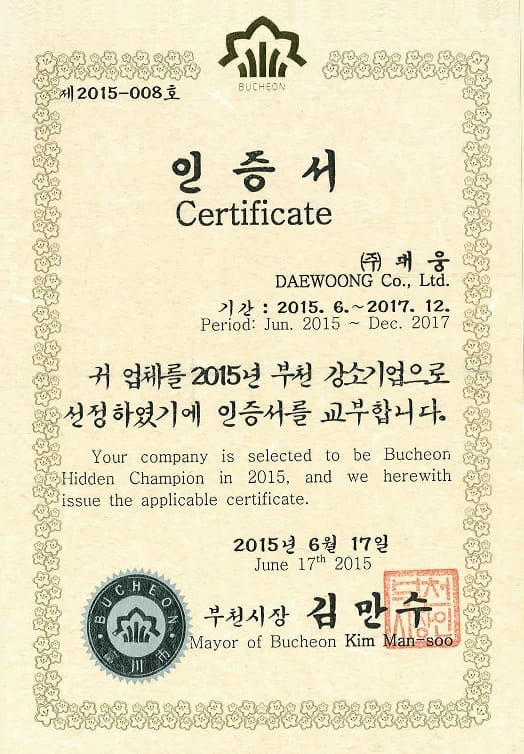 BUCHEON
제2015-008호
인증서
Certificate
㈜ 대웅
DAEWOONG Co., Ltd.
기간 : 2015. 6.~2017. 12.
Period: Jun. 2015 ~ Dec. 2017
귀 업체를 2015년 부천 강소기업으로
선정하였기에 인증서를 교부합니다.
Your company is selected to be Bucheon
Hidden Champion in 2015, and we herewith
issue the applicable certificate.
2015년 6월 17일
June 17th 2015
부천시장 김만수
Mayor of Bucheon Kim Man-soo
BUCHEON
富川市